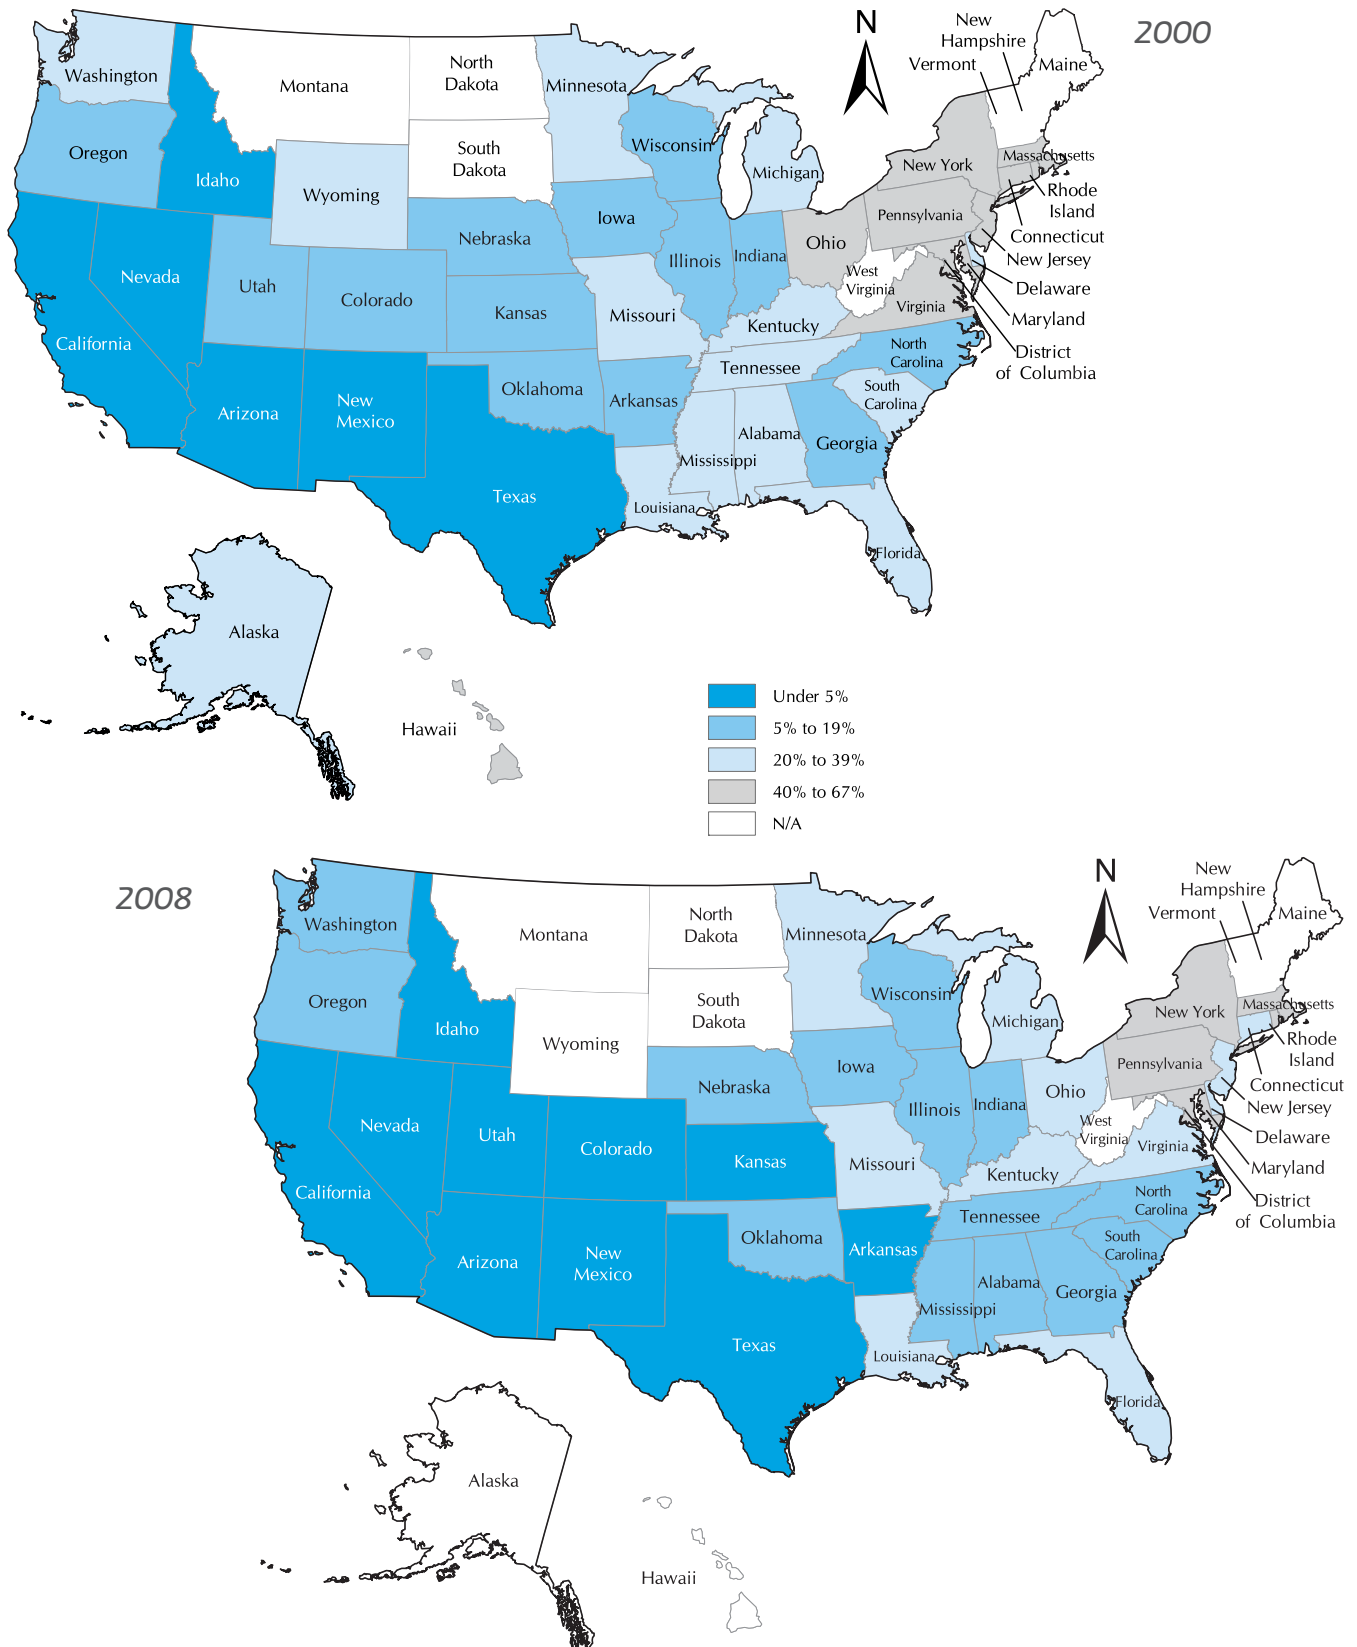 2000
N
New
Hampshire
Vermont
Maine
Washington
Montana
North
Dakota
Minnesota
Oregon
Idaho
Wyoming
South
Dakota
Wisconsin
Michigan
New York
Massachusetts
Rhode
Island
Connecticut
New Jersey
Delaware
Maryland
District
of Columbia
Nevada
Utah
Colorado
Nebraska
Iowa
Illinois
Indiana
Ohio
Pennsylvania
West
Virginia
Virginia
California
Kansas
Missouri
Kentucky
North
Carolina
Tennessee
South
Carolina
Arizona
New
Mexico
Oklahoma
Arkansas
Mississippi
Alabama
Georgia
Texas
Louisiana
Florida
Alaska
Hawaii
Under 5%
5% to 19%
20% to 39%
40% to 67%
N/A
2008
N
New
Hampshire
Vermont
Maine
Washington
Montana
North
Dakota
Minnesota
Oregon
Idaho
Wyoming
South
Dakota
Wisconsin
Michigan
New York
Massachusetts
Rhode
Island
Connecticut
New Jersey
Delaware
Maryland
District
of Columbia
Nevada
Utah
Colorado
Nebraska
Iowa
Illinois
Indiana
Ohio
Pennsylvania
West
Virginia
Virginia
California
Kansas
Missouri
Kentucky
North
Carolina
Tennessee
South
Carolina
Arizona
New
Mexico
Oklahoma
Arkansas
Mississippi
Alabama
Georgia
Texas
Louisiana
Florida
Alaska
Hawaii